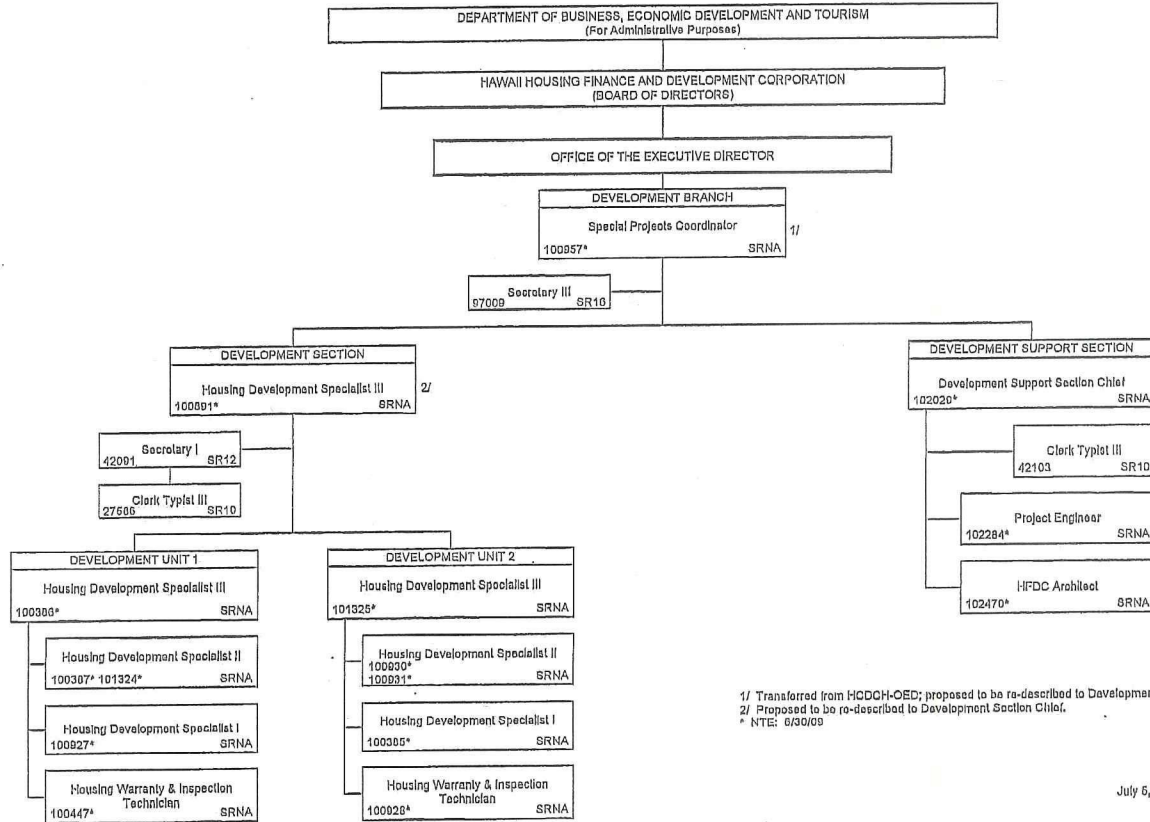 DEPARTMENT OF BUSINESS, ECONOMIC DEVELOPMENT AND TOURISM
(For Administrative Purposes)
HAWAII HOUSING FINANCE AND DEVELOPMENT CORPORATION
(BOARD OF DIRECTORS)
OFFICE OF THE EXECUTIVE DIRECTOR
DEVELOPMENT BRANCH
Special Projects Coordinator
100957* SRNA
1/
Secretary III
97009 SR16
DEVELOPMENT SECTION
Housing Development Specialist III
100891* SRNA
2/
Secretary I
42091 SR12
Clerk Typist III
27586 SR10
DEVELOPMENT UNIT 1
Housing Development Specialist III
100386* SRNA
Housing Development Specialist II
100387* 101324* SRNA
Housing Development Specialist I
100927* SRNA
Housing Warranty & Inspection
Technician
100447* SRNA
DEVELOPMENT UNIT 2
Housing Development Specialist III
101325* SRNA
Housing Development Specialist II
100930*
100931* SRNA
Housing Development Specialist I
100385* SRNA
Housing Warranty & Inspection
Technician
100928* SRNA
DEVELOPMENT SUPPORT SECTION
Development Support Section Chief
102020* SRNA
Clerk Typist III
42103 SR10
Project Engineer
102284* SRNA
HFDC Architect
102470* SRNA
1/ Transferred from HCDCH-OED; proposed to be re-described to Developmen
2/ Proposed to be re-described to Development Section Chief.
* NTE: 6/30/09
July 5,